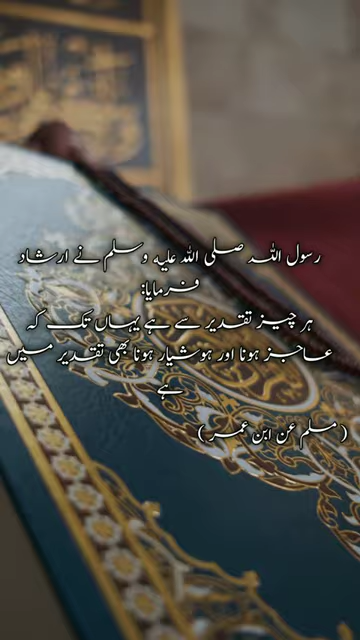 رسول اللہ صلی اللہ علیہ وسلم نے ارشاد
فرمایا:
ہر چیز تقدیر سے ہے یہاں تک کہ
عاجز ہونا اور ہوشیار ہونا بھی تقدیر میں
ہے
( مسلم عن ابن عمر )